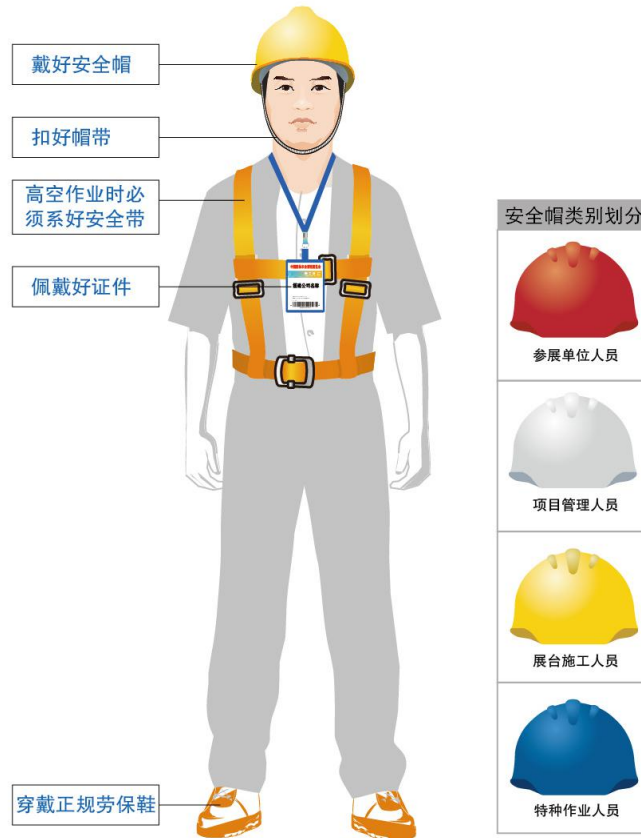 戴好安全帽
扣好帽带
高空作业时必
须系好安全带
佩戴好证件
穿戴正规劳保鞋
安全帽类别划分
参展单位人员
项目管理人员
展台施工人员
特种作业人员